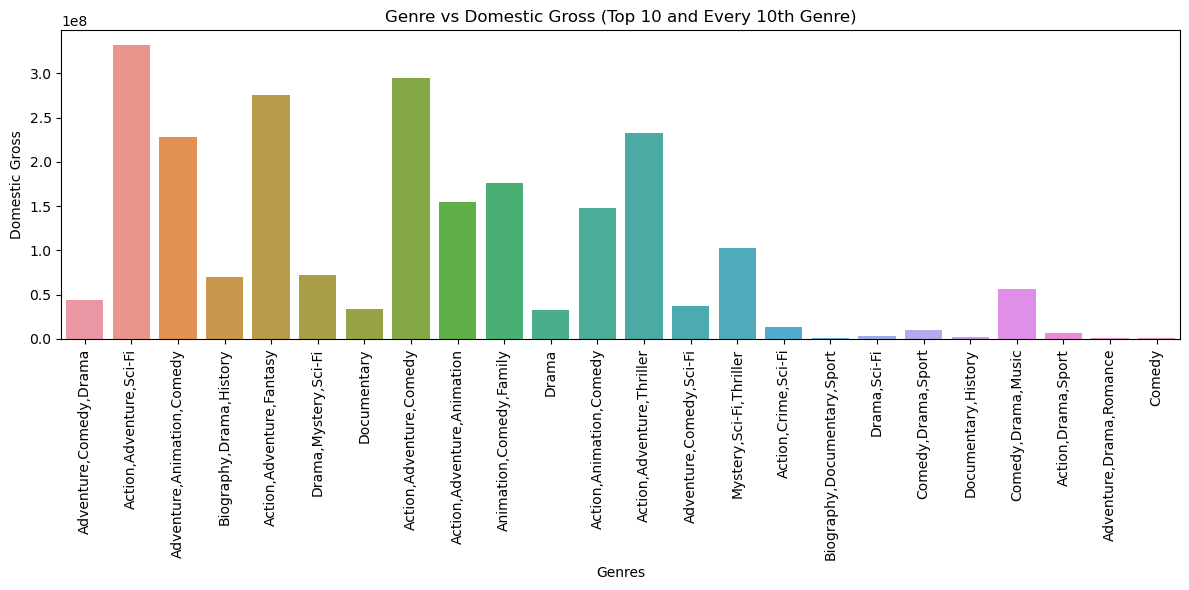 Genre vs Domestic Gross (Top 10 and Every 10th Genre)
1e8
3.0
2.5
2.0
1.5
1.0
0.5
0.0
Domestic Gross
Adventure,Comedy,Drama
Action,Adventure,Sci-Fi
Adventure,Animation,Comedy
Biography,Drama,History
Action,Adventure,Fantasy
Drama,Mystery,Sci-Fi
Documentary
Action,Adventure,Comedy
Action,Adventure,Animation
Animation,Comedy,Family
Drama
Action,Animation,Comedy
Action,Adventure,Thriller
Adventure,Comedy,Sci-Fi
Mystery,Sci-Fi,Thriller
Action,Crime,Sci-Fi
Biography,Documentary,Sport
Drama,Sci-Fi
Comedy,Drama,Sport
Documentary,History
Comedy,Drama,Music
Action,Drama,Sport
Adventure,Drama,Romance
Comedy
Genres